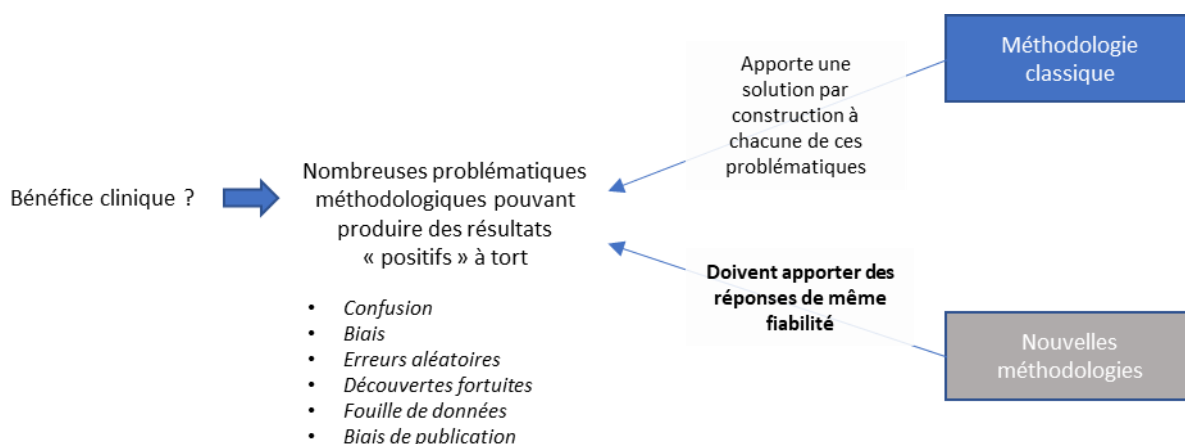 Bénéfice clinique ?
Nombreuses problématiques
méthodologiques pouvant
produire des résultats
« positifs » à tort
• Confusion
• Biais
• Erreurs aléatoires
• Découvertes fortuites
• Fouille de données
• Biais de publication
Apporte une
solution par
construction à
chacune de ces
problématiques
Méthodologie
classique
Doivent apporter des
réponses de même
fiabilité
Nouvelles
méthodologies